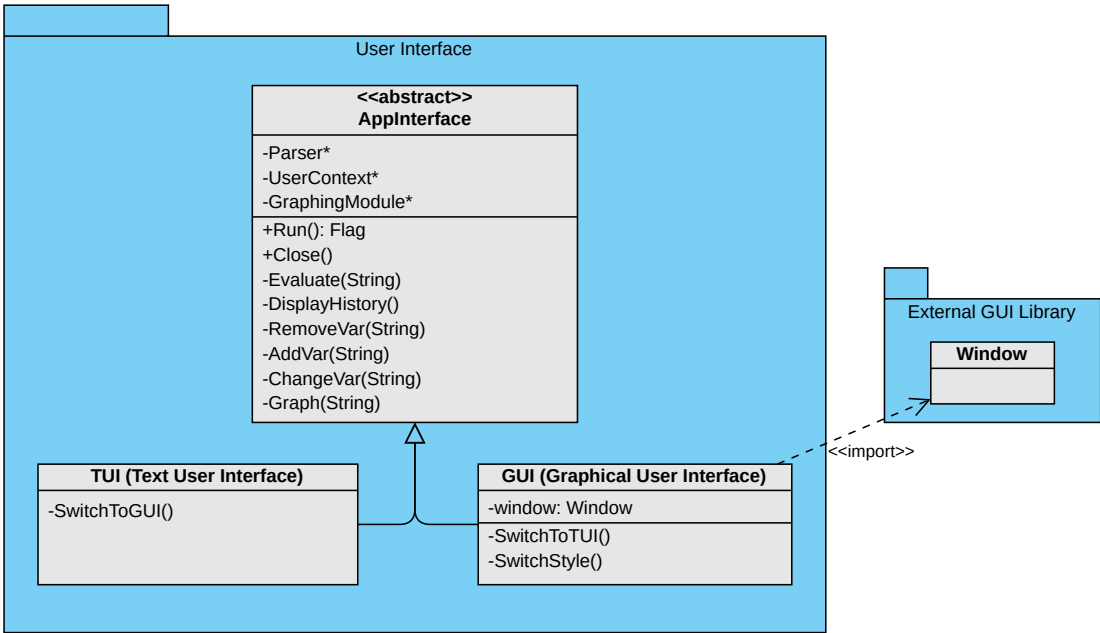 User Interface
<<abstract>>
AppInterface
-Parser*
-UserContext*
-GraphingModule*
+Run(): Flag
+Close()
-Evaluate(String)
-DisplayHistory()
-RemoveVar(String)
-AddVar(String)
-ChangeVar(String)
-Graph(String)
External GUI Library
Window
<<import>>
TUI (Text User Interface)
-SwitchToGUI()
GUI (Graphical User Interface)
-window: Window
-SwitchToTUI()
-SwitchStyle()